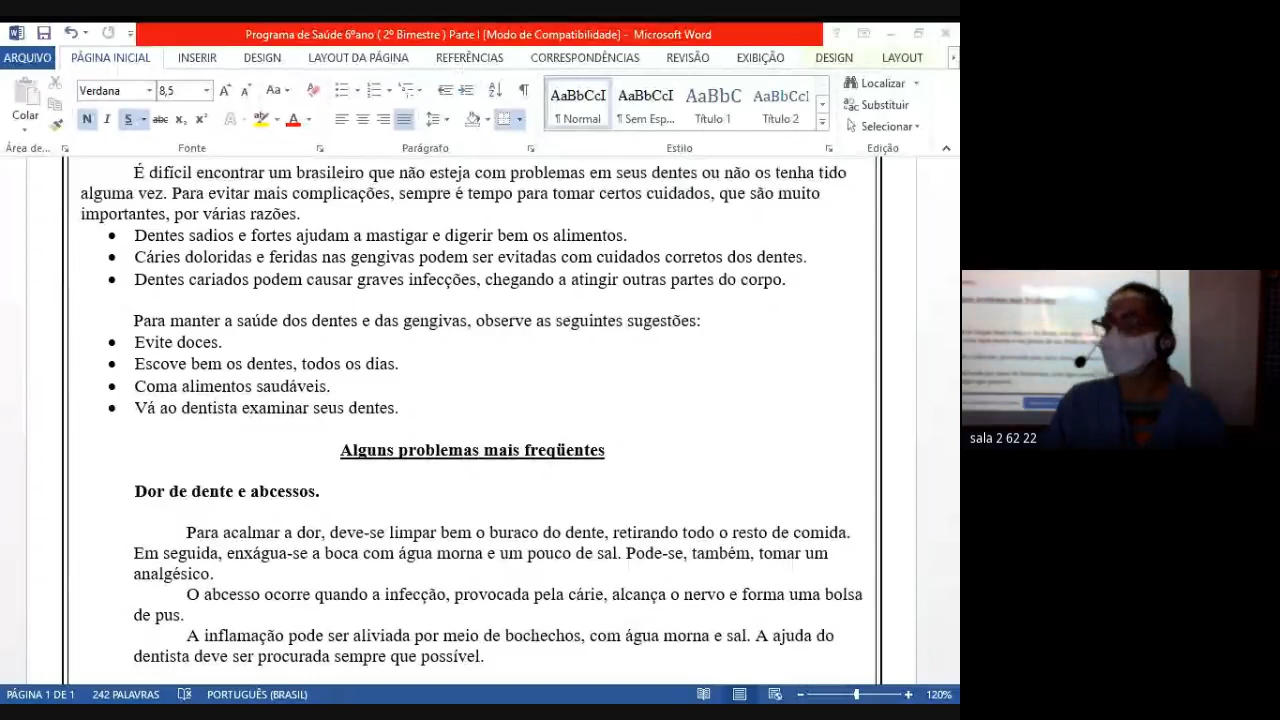 Programa de Saúde 6ºano ( 2º Bimestre ) Parte I [Modo de Compatibilidade] - Microsoft Word
ARQUIVO PÁGINA INICIAL INSERIR DESIGN LAYOUT DA PÁGINA REFERÊNCIAS CORRESPONDÊNCIAS REVISÃO EXIBIÇÃO DESIGN LAYOUT
Verdana 8,5 Aa AaBbCcI AaBbCcI AaBbC AaBbCcI Localizar
Substituir
Colar N I S abc x₂ x² A A ¶ Normal ¶ Sem Esp... Título 1 Título 2 Selecionar
Área de... Fonte Parágrafo Estilo Edição
É difícil encontrar um brasileiro que não esteja com problemas em seus dentes ou não os tenha tido
alguma vez. Para evitar mais complicações, sempre é tempo para tomar certos cuidados, que são muito
importantes, por várias razões.
• Dentes sadios e fortes ajudam a mastigar e digerir bem os alimentos.
• Cáries doloridas e feridas nas gengivas podem ser evitadas com cuidados corretos dos dentes.
• Dentes cariados podem causar graves infecções, chegando a atingir outras partes do corpo.
Para manter a saúde dos dentes e das gengivas, observe as seguintes sugestões:
• Evite doces.
• Escove bem os dentes, todos os dias.
• Coma alimentos saudáveis.
• Vá ao dentista examinar seus dentes.
Alguns problemas mais freqüentes
Dor de dente e abcessos.
Para acalmar a dor, deve-se limpar bem o buraco do dente, retirando todo o resto de comida.
Em seguida, enxágua-se a boca com água morna e um pouco de sal. Pode-se, também, tomar um
analgésico.
O abcesso ocorre quando a infecção, provocada pela cárie, alcança o nervo e forma uma bolsa
de pus.
A inflamação pode ser aliviada por meio de bochechos, com água morna e sal. A ajuda do
dentista deve ser procurada sempre que possível.
PÁGINA 1 DE 1 242 PALAVRAS PORTUGUÊS (BRASIL) 120%
sala 2 62 22